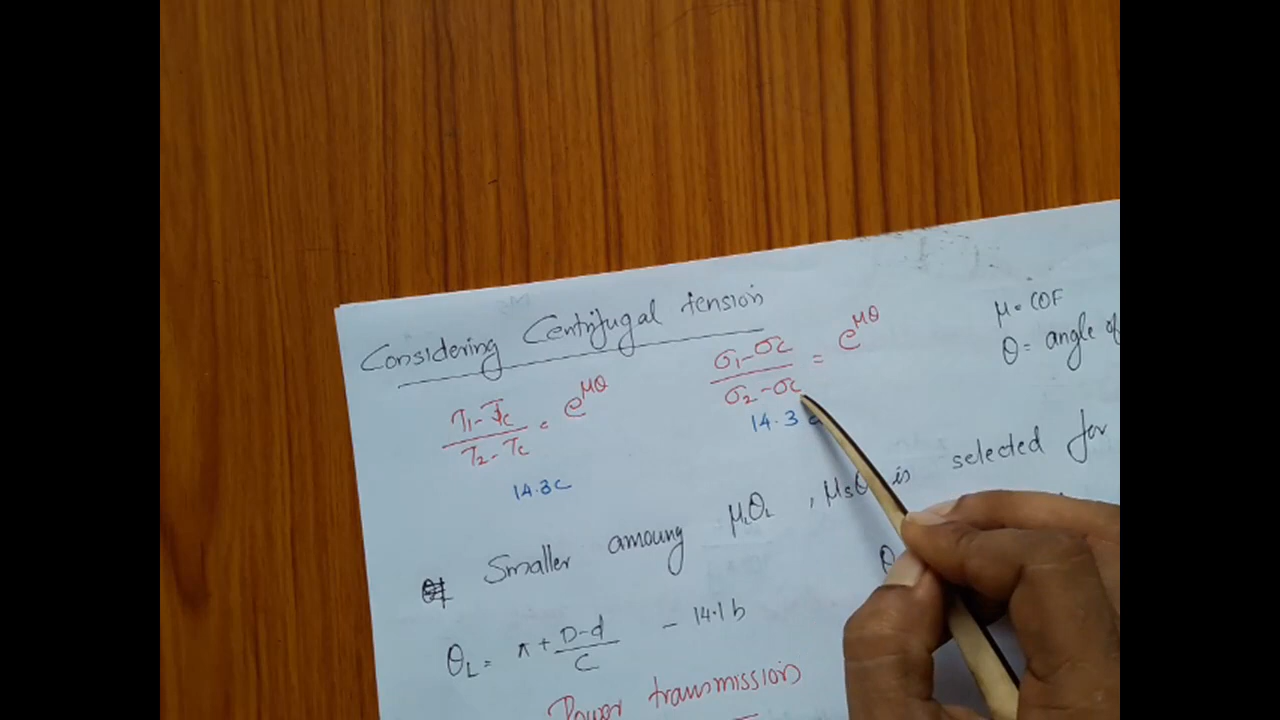 Considering Centrifugal tension
T₁-Tc / T₂-Tc = e^μθ
14.3c
σ₁-σc / σ₂-σc = e^μθ
14.3
μ = COF
θ = angle of
Smaller amoung μLθL , μsθ is selected for
θL = π + D-d / C - 14.1b
Power transmission